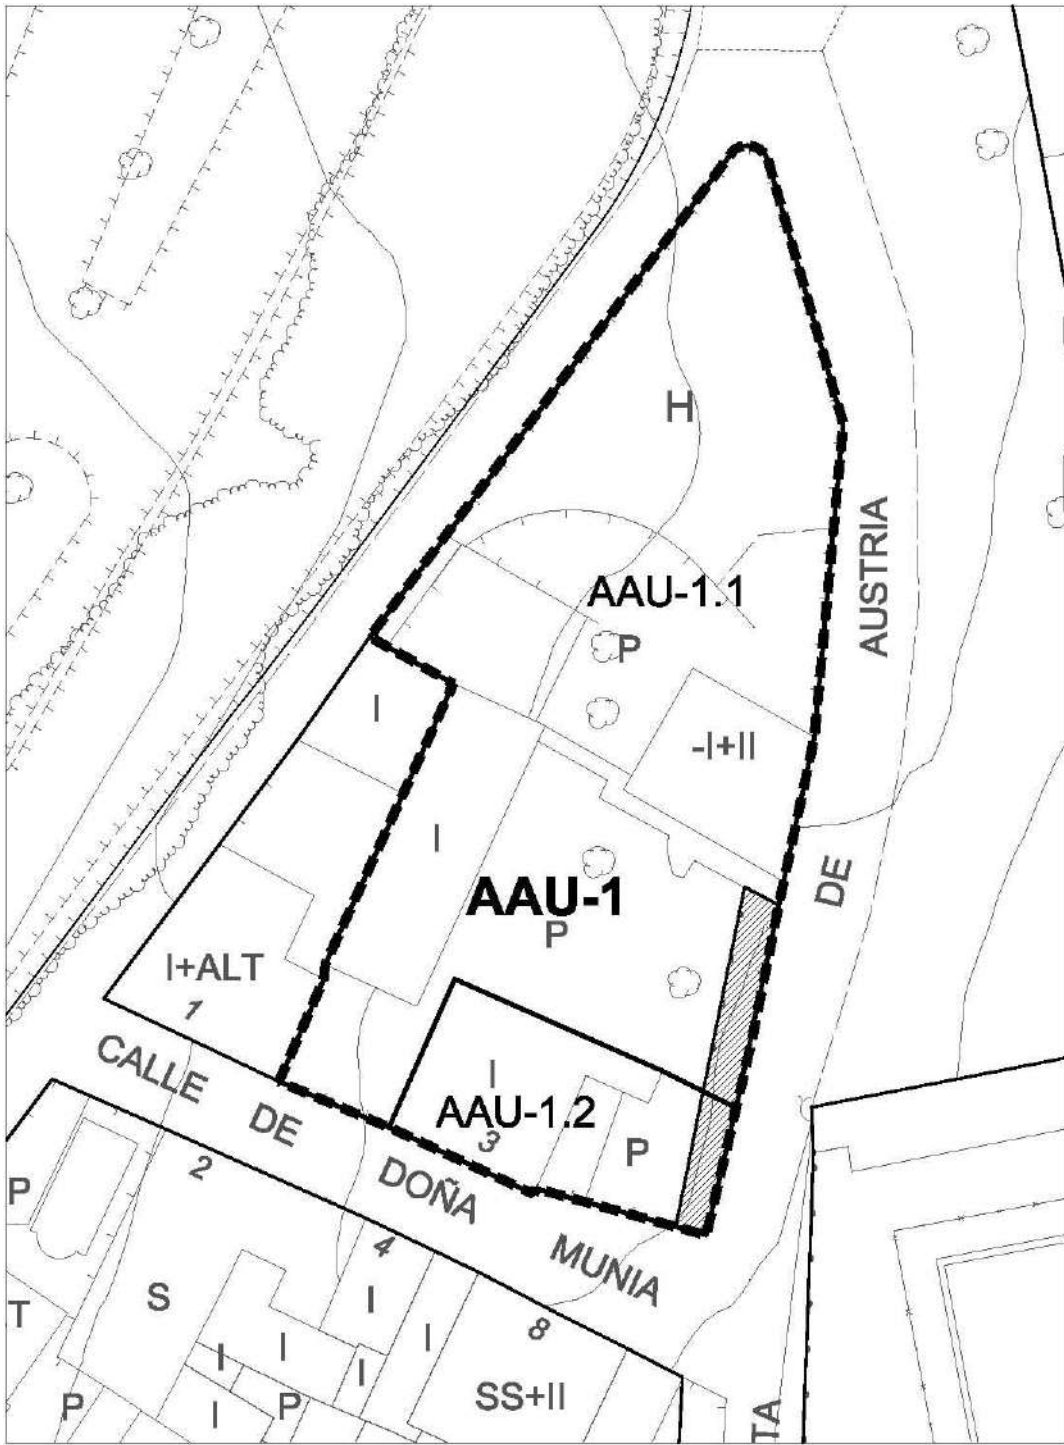 H
AUSTRIA
AAU-1.1
P
I
-I+II
I
DE
AAU-1
P
I+ALT
1
I
CALLE DE DOÑA MUNIA
AAU-1.2
3
P
2
P
4
S
I
8
T
I
I
I
I
SS+II
P
I
P
TA